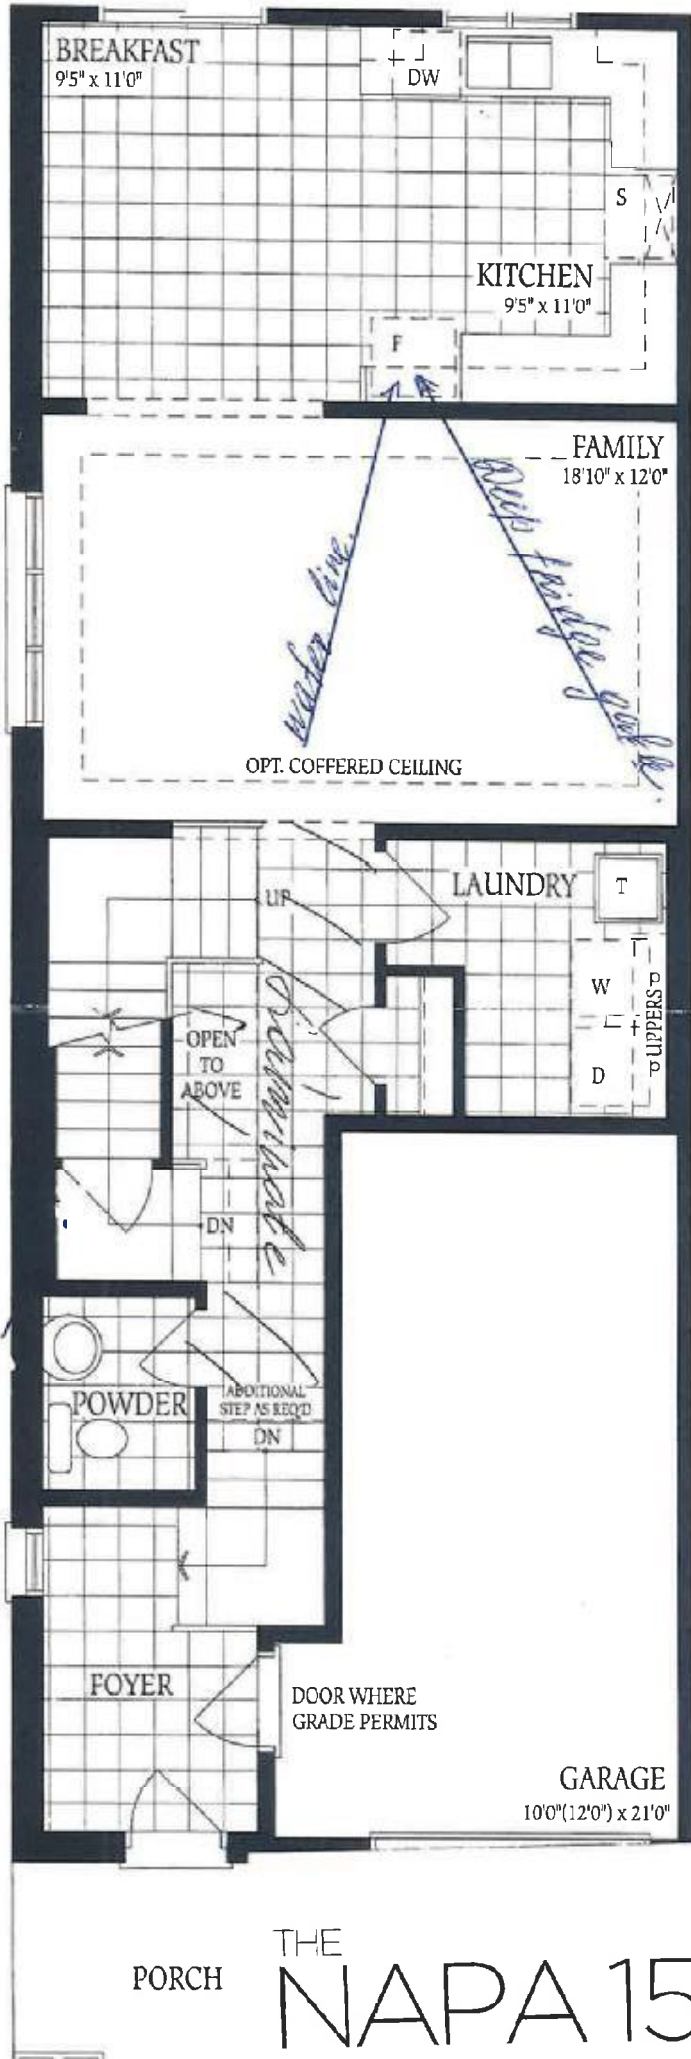 BREAKFAST
9'5" x 11'0"
DW
S
KITCHEN
9'5" x 11'0"
F
FAMILY
18'10" x 12'0"
water line
Deep fridge
OPT. COFFERED CEILING
UP
LAUNDRY
T
W
D
UPPERS
OPEN
TO
ABOVE
DN
POWDER
ADDITIONAL
STEP AS REQ'D
DN
FOYER
DOOR WHERE
GRADE PERMITS
GARAGE
10'0"(12'0") x 21'0"
PORCH
THE
NAPA 15